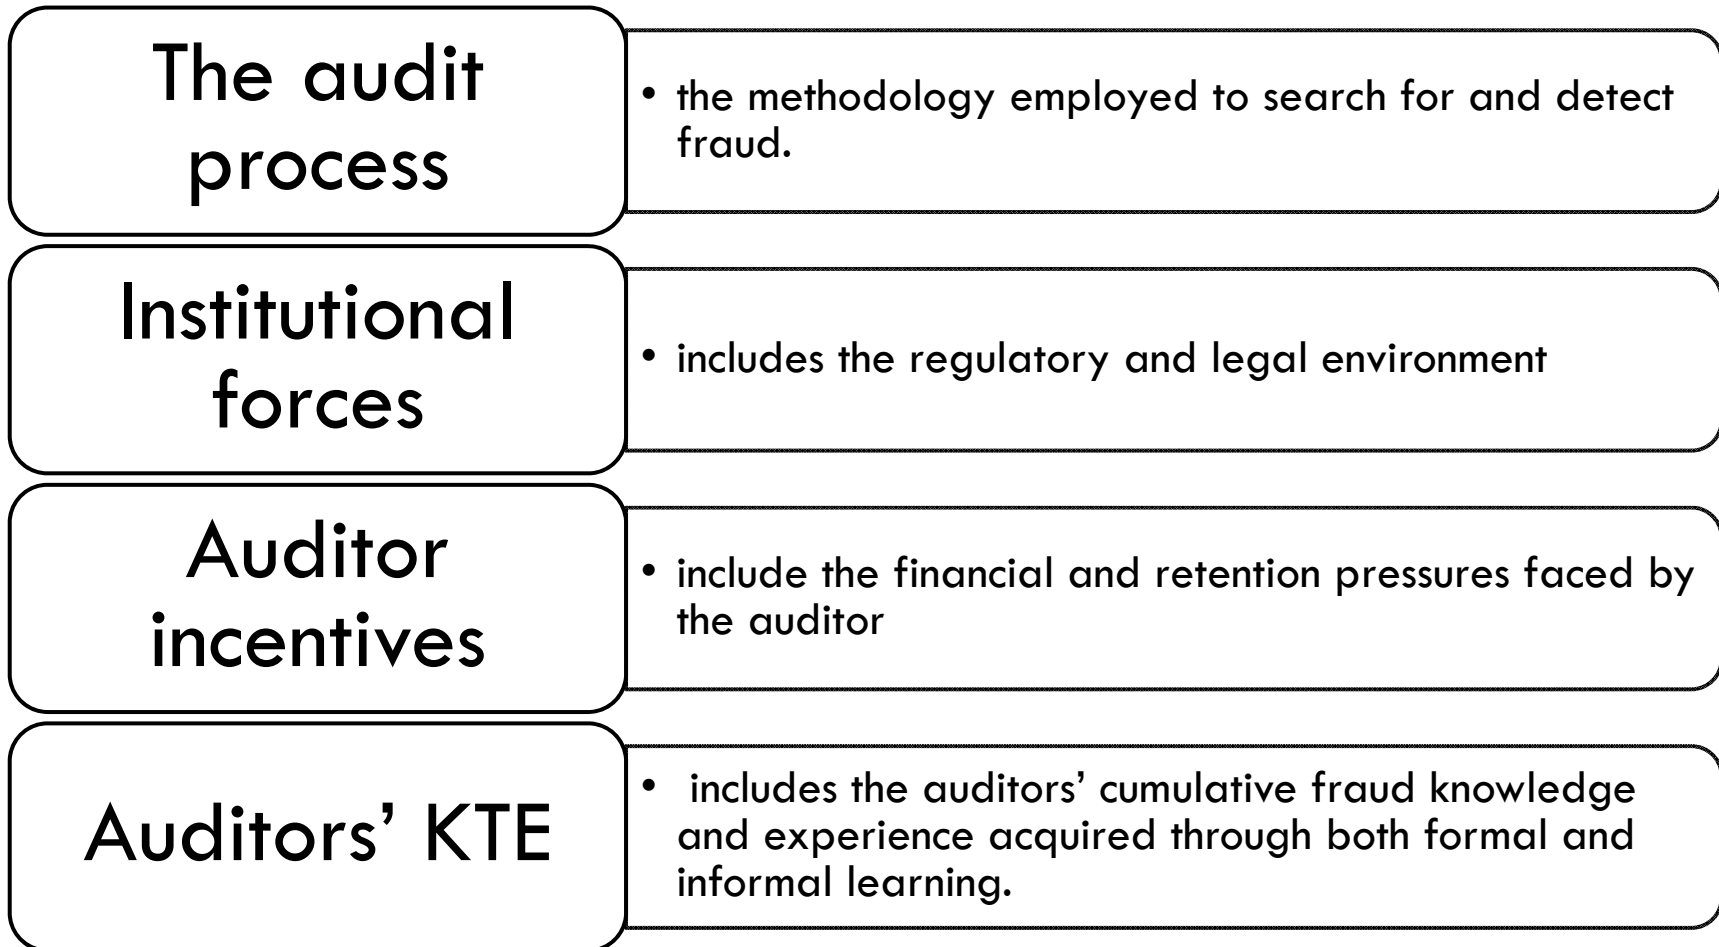 The audit
process
• the methodology employed to search for and detect
fraud.
Institutional
forces
• includes the regulatory and legal environment
Auditor
incentives
• include the financial and retention pressures faced by
the auditor
Auditors’ KTE
• includes the auditors’ cumulative fraud knowledge
and experience acquired through both formal and
informal learning.